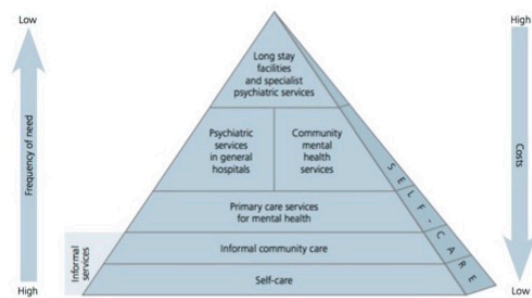 Low
High
Long stay
facilities
and specialist
psychiatric services
Frequency of need
Psychiatric
services
in general
hospitals
Community
mental
health
services
Costs
SELF-CARE
Primary care services
for mental health
Informal
services
Informal community care
Self-care
High
Low